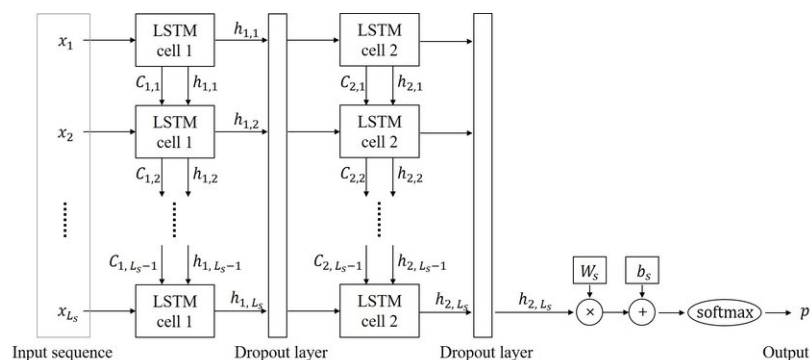 x₁ LSTM cell 1 h₁,₁ LSTM cell 2
C₁,₁ h₁,₁ C₂,₁ h₂,₁
x₂ LSTM cell 1 h₁,₂ LSTM cell 2
C₁,₂ h₁,₂ C₂,₂ h₂,₂
C₁,Lₛ₋₁ h₁,Lₛ₋₁ C₂,Lₛ₋₁ h₂,Lₛ₋₁
Wₛ bₛ
x_Lₛ LSTM cell 1 h₁,Lₛ LSTM cell 2 h₂,Lₛ h₂,Lₛ × + softmax p
Input sequence Dropout layer Dropout layer Output